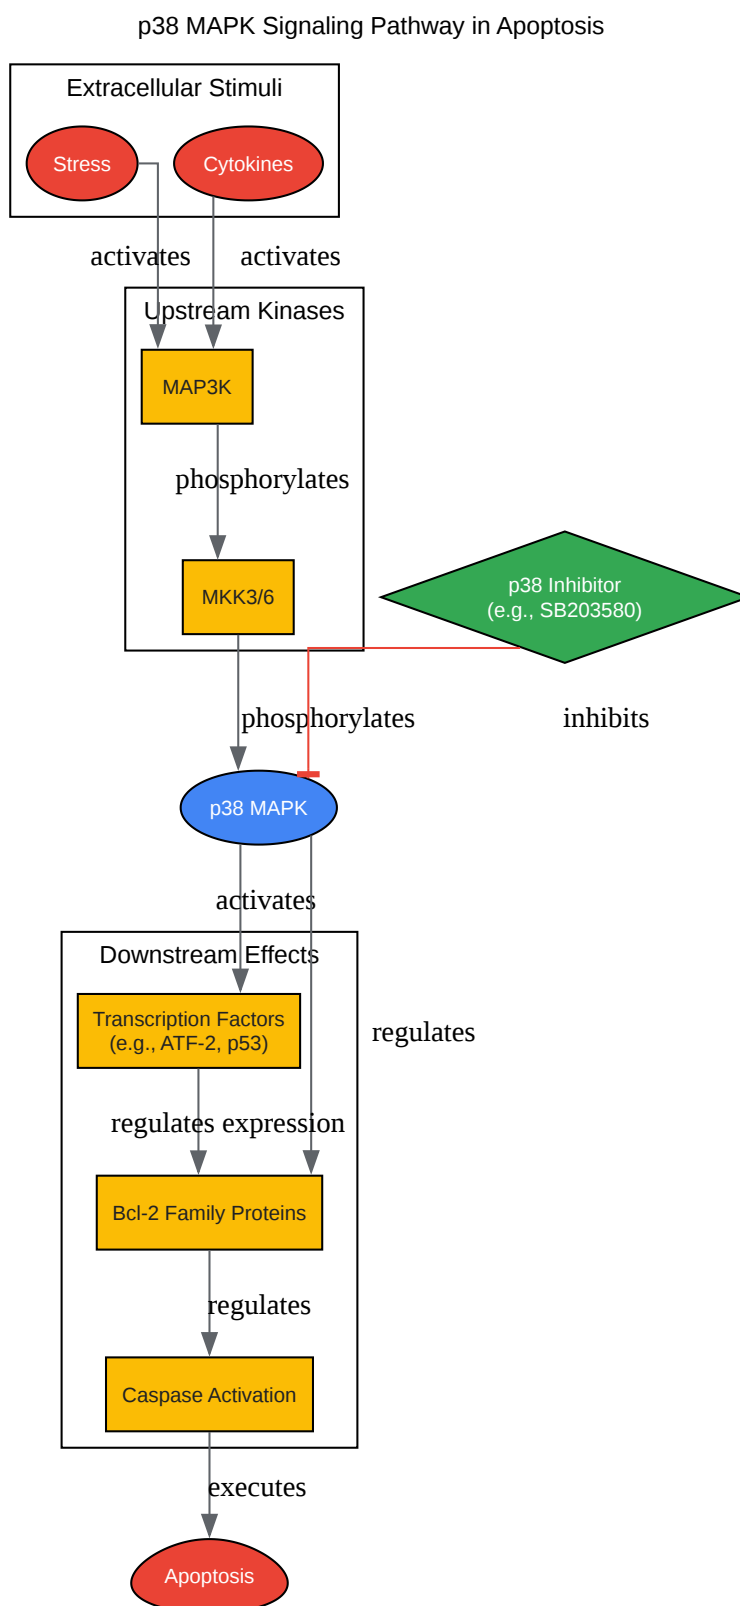 p38 MAPK Signaling Pathway in Apoptosis
Extracellular Stimuli
Stress
Cytokines
activates
activates
Upstream Kinases
MAP3K
phosphorylates
MKK3/6
p38 Inhibitor
(e.g., SB203580)
phosphorylates
inhibits
p38 MAPK
activates
Downstream Effects
Transcription Factors
(e.g., ATF-2, p53)
regulates
regulates expression
Bcl-2 Family Proteins
regulates
Caspase Activation
executes
Apoptosis